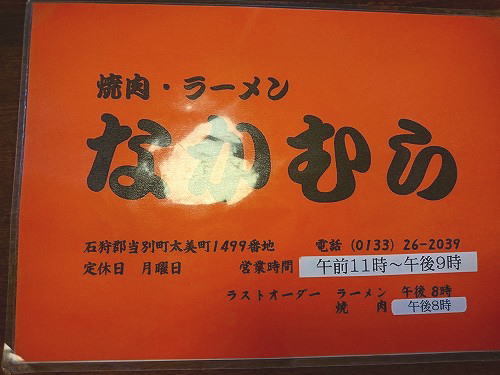 焼肉・ラーメン
なかむら
石狩郡当別町太美町1499番地 電話 (0133) 26-2039
定休日 月曜日 営業時間 午前11時～午後9時
ラストオーダー ラーメン 午後8時
焼 肉 午後8時